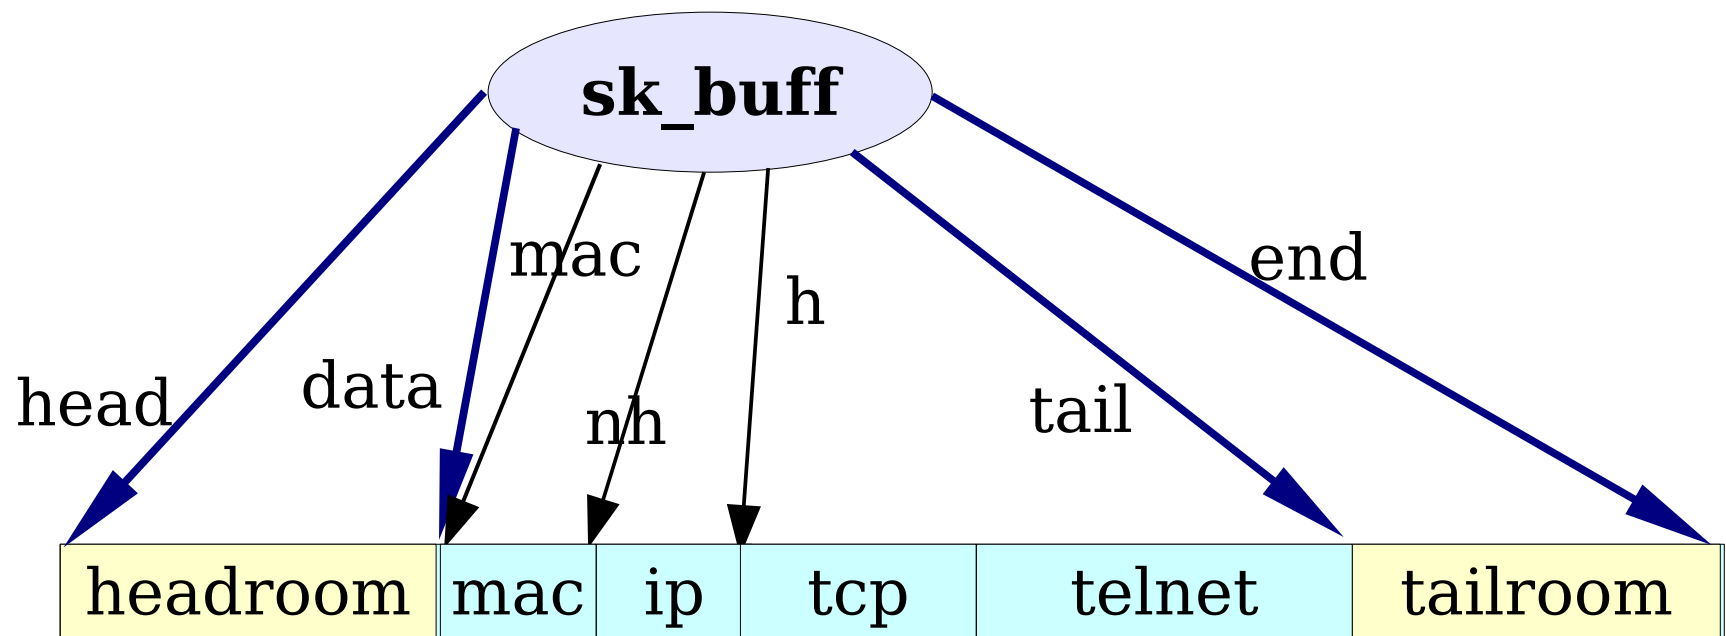 sk_buff
mac
end
h
head
data
nh
tail
headroom mac ip tcp telnet tailroom